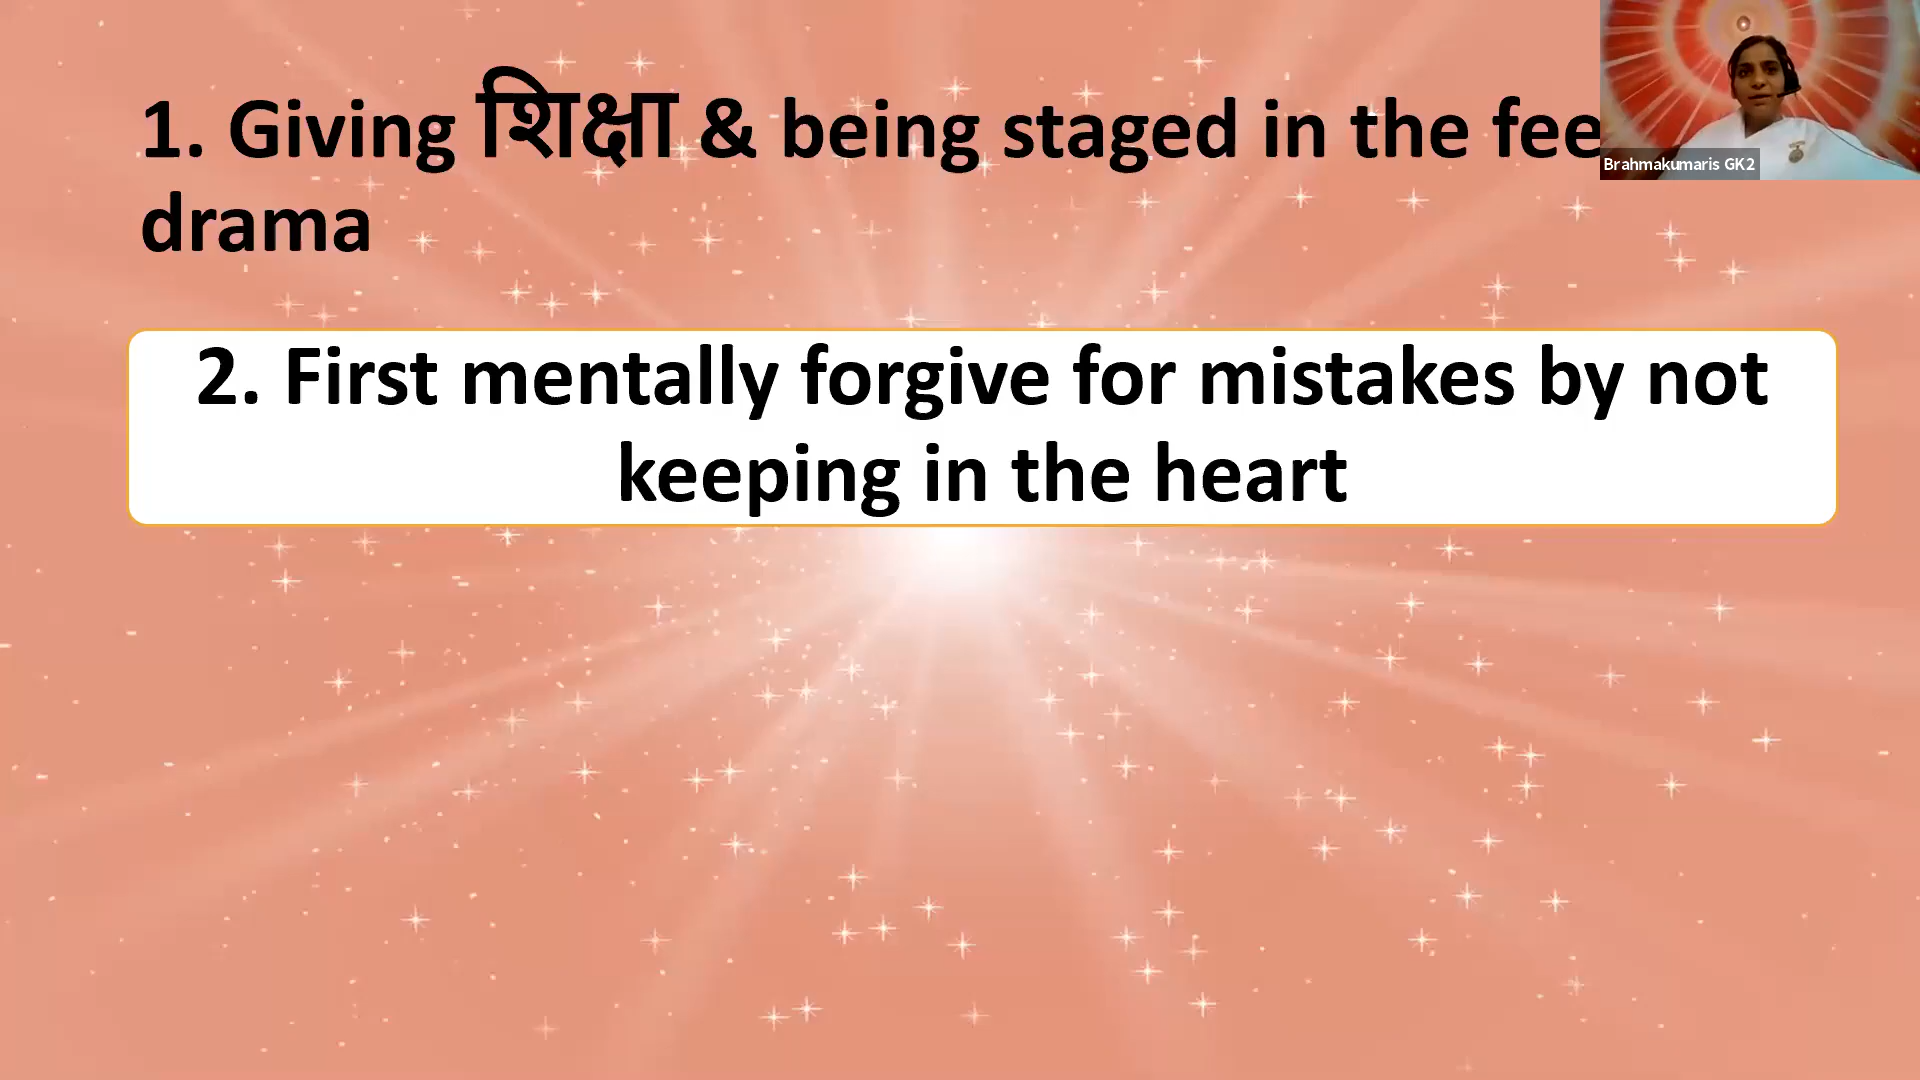 1. Giving शिक्षा & being staged in the
drama
Brahmakumaris GK2
2. First mentally forgive for mistakes by not
keeping in the heart